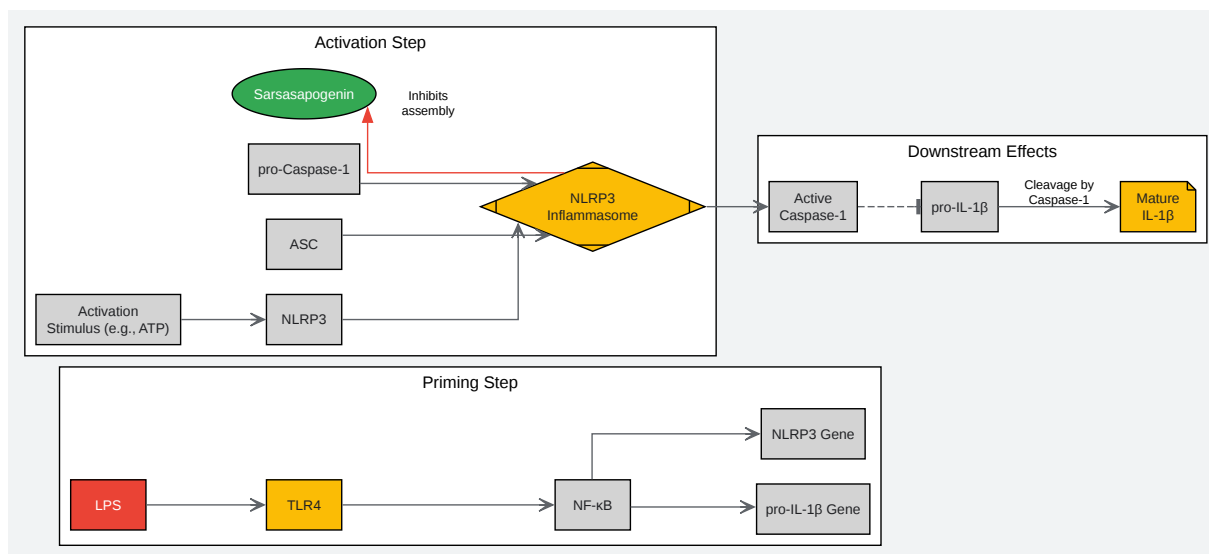 Activation Step
Sarsasapogenin
Inhibits
assembly
pro-Caspase-1
NLRP3
Inflammasome
ASC
Activation
Stimulus (e.g., ATP)
NLRP3
Downstream Effects
Active
Caspase-1
pro-IL-1β
Cleavage by
Caspase-1
Mature
IL-1β
Priming Step
NLRP3 Gene
LPS
TLR4
NF-κB
pro-IL-1β Gene